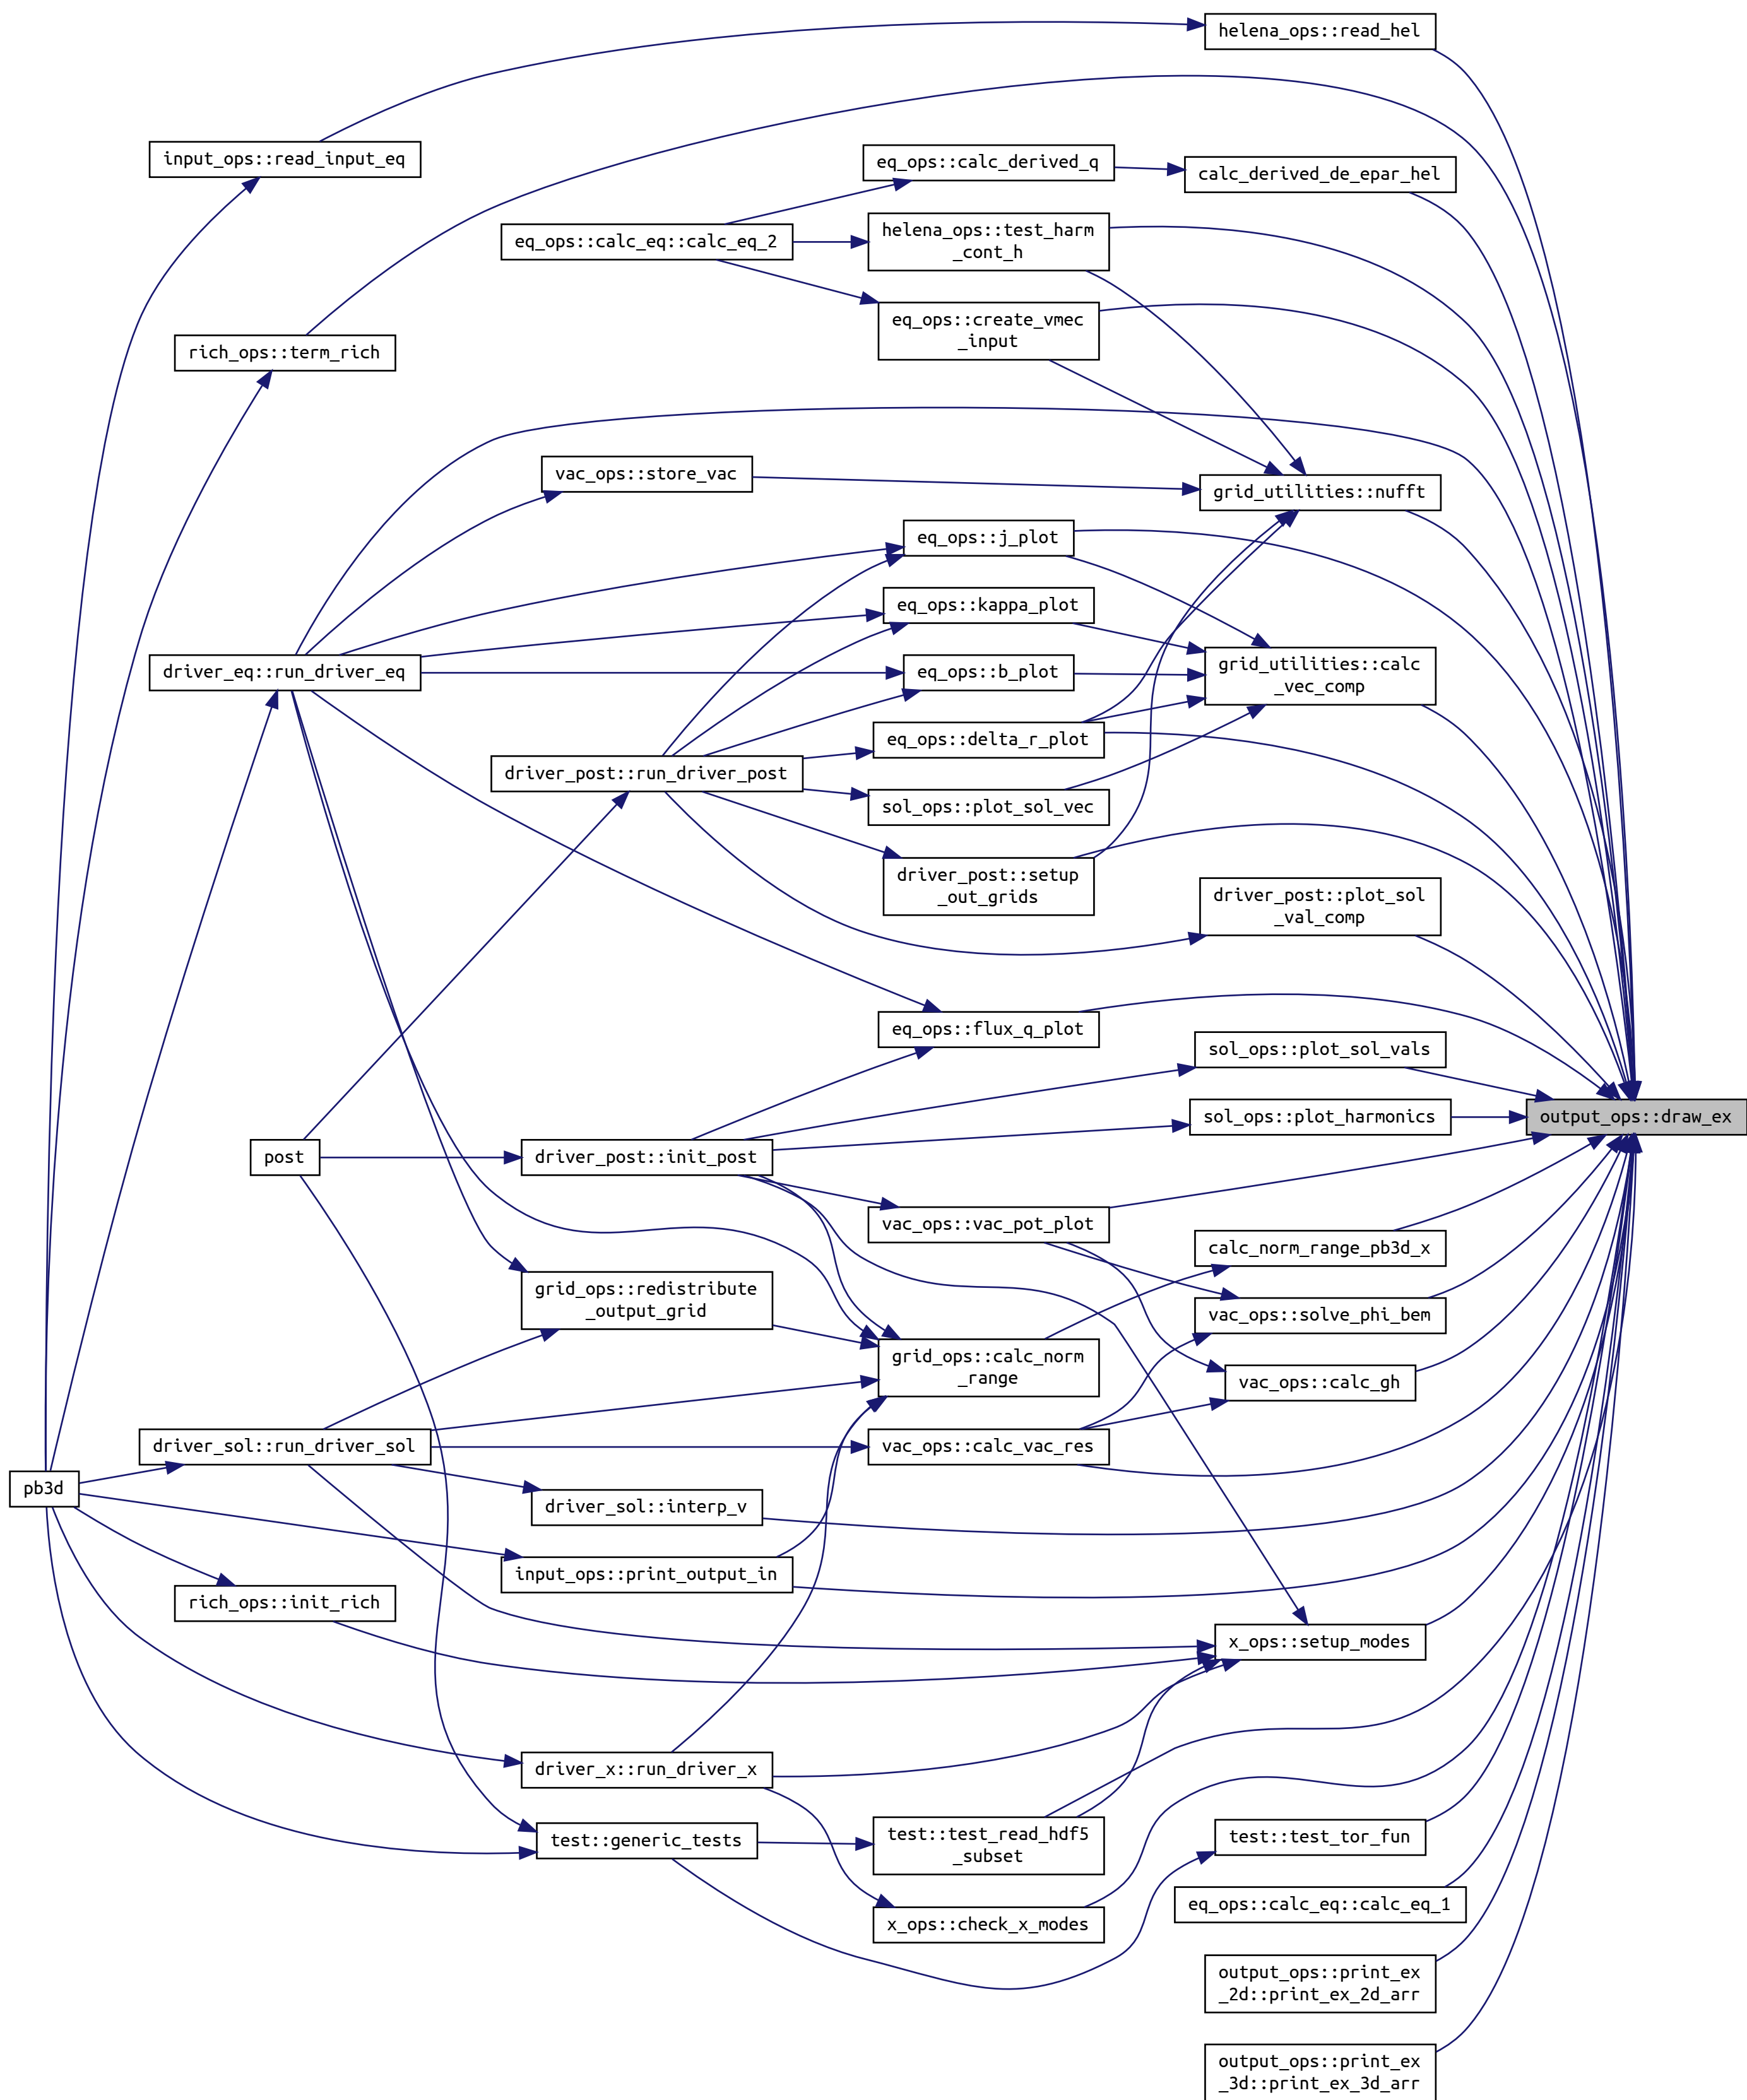 helena_ops::read_hel
input_ops::read_input_eq
eq_ops::calc_derived_q
calc_derived_de_epar_hel
eq_ops::calc_eq::calc_eq_2
helena_ops::test_harm
_cont_h
eq_ops::create_vmec
_input
rich_ops::term_rich
vac_ops::store_vac
grid_utilities::nufft
eq_ops::j_plot
eq_ops::kappa_plot
driver_eq::run_driver_eq
eq_ops::b_plot
grid_utilities::calc
_vec_comp
eq_ops::delta_r_plot
driver_post::run_driver_post
sol_ops::plot_sol_vec
driver_post::setup
_out_grids
driver_post::plot_sol
_val_comp
eq_ops::flux_q_plot
sol_ops::plot_sol_vals
sol_ops::plot_harmonics
output_ops::draw_ex
post
driver_post::init_post
vac_ops::vac_pot_plot
calc_norm_range_pb3d_x
grid_ops::redistribute
_output_grid
vac_ops::solve_phi_bem
grid_ops::calc_norm
_range
vac_ops::calc_gh
driver_sol::run_driver_sol
vac_ops::calc_vac_res
pb3d
driver_sol::interp_v
input_ops::print_output_in
rich_ops::init_rich
x_ops::setup_modes
driver_x::run_driver_x
test::generic_tests
test::test_read_hdf5
_subset
test::test_tor_fun
x_ops::check_x_modes
eq_ops::calc_eq::calc_eq_1
output_ops::print_ex
_2d::print_ex_2d_arr
output_ops::print_ex
_3d::print_ex_3d_arr